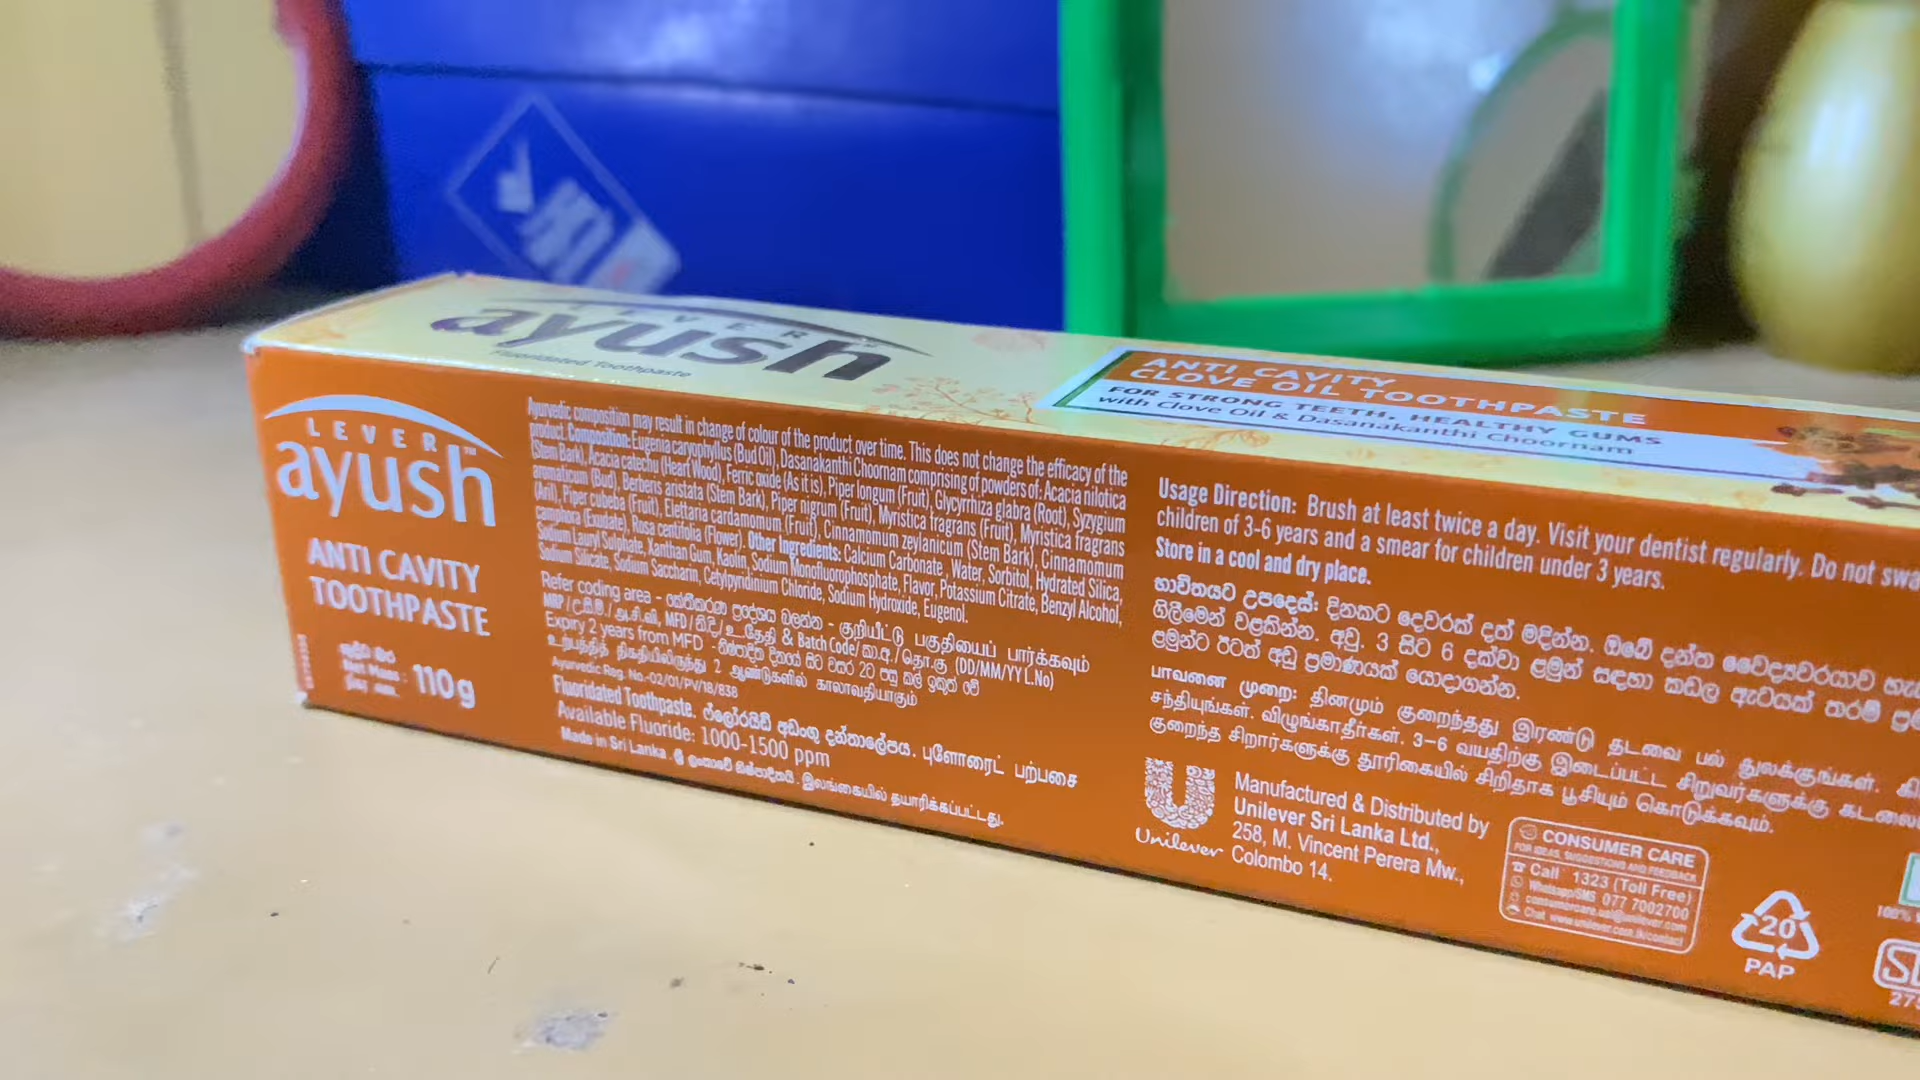 LEVER
ayush
Fluoridated Toothpaste
ANTI CAVITY
CLOVE OIL TOOTHPASTE
FOR STRONG TEETH, HEALTHY GUMS
with Clove Oil & Dasanakanthi Choornam
LEVER™
ayush
ANTI CAVITY
TOOTHPASTE
Net Mass : 110g
Ayurvedic composition may result in change of colour of the product over time. This does not change the efficacy of the
product. Composition: Eugenia caryophyllus (Bud Oil), Dasanakanthi Choornam comprising of powders of: Acacia nilotica
(Stem Bark), Acacia catechu (Heart Wood), Ferric oxide (As it is), Piper longum (Fruit), Glycyrrhiza glabra (Root), Syzygium
aromaticum (Bud), Berberis aristata (Stem Bark), Piper nigrum (Fruit), Myristica fragrans (Fruit), Myristica fragrans
(Aril), Piper cubeba (Fruit), Elettaria cardamomum (Fruit), Cinnamomum zeylanicum (Stem Bark), Cinnamomum
camphora (Exudate), Rosa centifolia (Flower). Other Ingredients: Calcium Carbonate, Water, Sorbitol, Hydrated Silica,
Sodium Lauryl Sulphate, Xanthan Gum, Kaolin, Sodium Monofluorophosphate, Flavor, Potassium Citrate, Benzyl Alcohol,
Sodium Silicate, Sodium Saccharin, Cetylpyridinium Chloride, Sodium Hydroxide, Eugenol.
Refer coding area - සංකේතකරණ ප්‍රදේශය බලන්න - குறியீட்டு பகுதியைப் பார்க்கவும்
MRP / உ.சி.வி, MFD / & Batch Code/ (DD/MM/YY L.No)
Expiry 2 years from MFD - නිෂ්පාදිත දිනයේ සිට වසර 2ට පසු කල් ඉකුත් වේ
உற்பத்தித் திகதியிலிருந்து 2 ஆண்டுகளில் காலாவதியாகும்
Ayurvedic Reg. No.-02/01/PV/18/838
Fluoridated Toothpaste. ෆ්ලෝරයිඩ් අඩංගු දන්තාලේපය. புளோரைட் பற்பசை
Available Fluoride: 1000-1500 ppm
Made in Sri Lanka. ශ්‍රී ලංකාවේ නිෂ්පාදිතයි. இலங்கையில் தயாரிக்கப்பட்டது.
Usage Direction: Brush at least twice a day. Visit your dentist regularly. Do not swa
children of 3-6 years and a smear for children under 3 years.
Store in a cool and dry place.
භාවිතයට උපදෙස්: දිනකට දෙවරක් දත් මදින්න. ඔබේ දන්ත වෛද්‍යවරයාව
ගිලීමෙන් වළකින්න. අවු. 3 සිට 6 දක්වා ළමුන් සඳහා කඩල ඇටයක් තරම්
ළමුන්ට ඊටත් අඩු ප්‍රමාණයක් යොදාගන්න.
பாவனை முறை: தினமும் குறைந்தது இரண்டு தடவை பல் துலக்குங்கள்.
சந்தியுங்கள். விழுங்காதீர்கள். 3-6 வயதிற்கு இடைப்பட்ட சிறுவர்களுக்கு கடலை
குறைந்த சிறார்களுக்கு தூரிகையில் சிறிதாக பூசியும் கொடுக்கவும்.
Unilever
Manufactured & Distributed by
Unilever Sri Lanka Ltd.,
258, M. Vincent Perera Mw.,
Colombo 14.
CONSUMER CARE
FOR IDEAS, SUGGESTIONS AND FEEDBACK
Call 1323 (Toll Free)
Whatsapp/SMS 077 7002700
Chat www.unilever.com.lk/contact
20
PAP